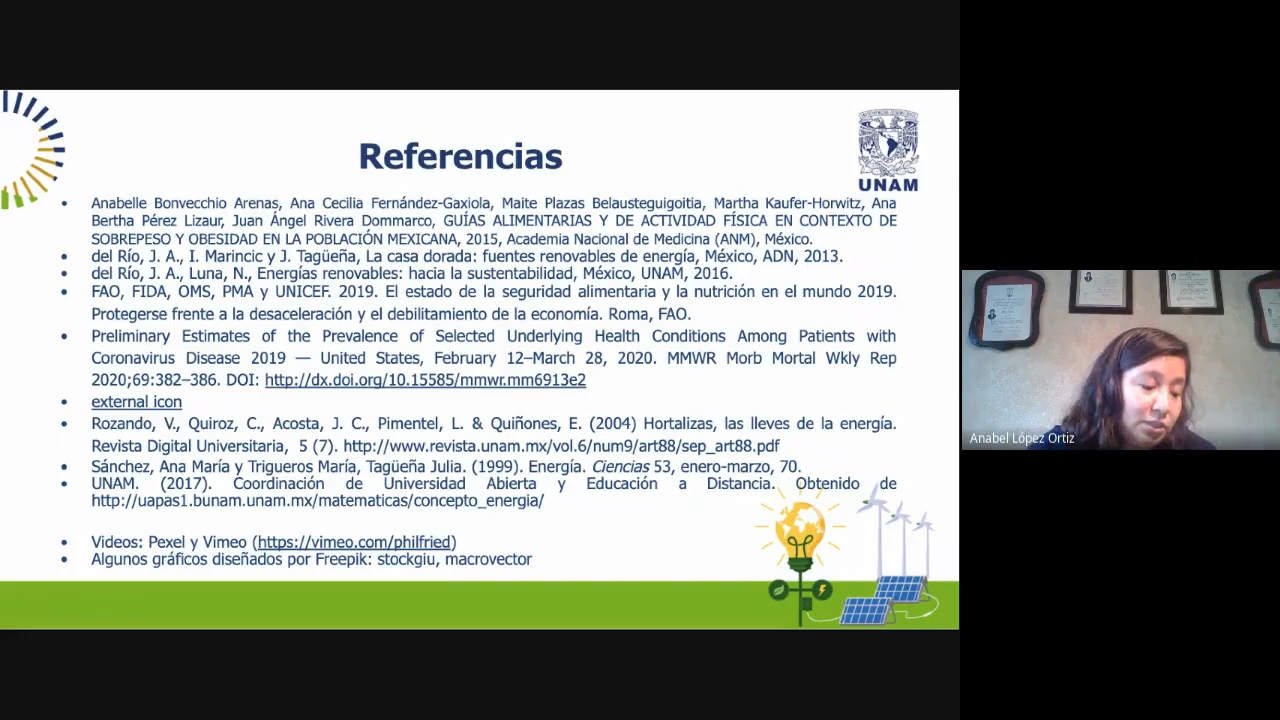 Referencias
UNAM
• Anabelle Bonvecchio Arenas, Ana Cecilia Fernández-Gaxiola, Maite Plazas Belausteguigoitia, Martha Kaufer-Horwitz, Ana
Bertha Pérez Lizaur, Juan Ángel Rivera Dommarco, GUÍAS ALIMENTARIAS Y DE ACTIVIDAD FÍSICA EN CONTEXTO DE
SOBREPESO Y OBESIDAD EN LA POBLACIÓN MEXICANA, 2015, Academia Nacional de Medicina (ANM), México.
• del Río, J. A., I. Marincic y J. Tagüeña, La casa dorada: fuentes renovables de energía, México, ADN, 2013.
• del Río, J. A., Luna, N., Energías renovables: hacia la sustentabilidad, México, UNAM, 2016.
• FAO, FIDA, OMS, PMA y UNICEF. 2019. El estado de la seguridad alimentaria y la nutrición en el mundo 2019.
Protegerse frente a la desaceleración y el debilitamiento de la economía. Roma, FAO.
• Preliminary Estimates of the Prevalence of Selected Underlying Health Conditions Among Patients with
Coronavirus Disease 2019 — United States, February 12–March 28, 2020. MMWR Morb Mortal Wkly Rep
2020;69:382–386. DOI: http://dx.doi.org/10.15585/mmwr.mm6913e2
• external icon
• Rozando, V., Quiroz, C., Acosta, J. C., Pimentel, L. & Quiñones, E. (2004) Hortalizas, las lleves de la energía.
Revista Digital Universitaria, 5 (7). http://www.revista.unam.mx/vol.6/num9/art88/sep_art88.pdf
• Sánchez, Ana María y Trigueros María, Tagüeña Julia. (1999). Energía. Ciencias 53, enero-marzo, 70.
• UNAM. (2017). Coordinación de Universidad Abierta y Educación a Distancia. Obtenido de
http://uapas1.bunam.unam.mx/matematicas/concepto_energia/
• Videos: Pexel y Vimeo (https://vimeo.com/philfried)
• Algunos gráficos diseñados por Freepik: stockgiu, macrovector
Anabel López Ortiz